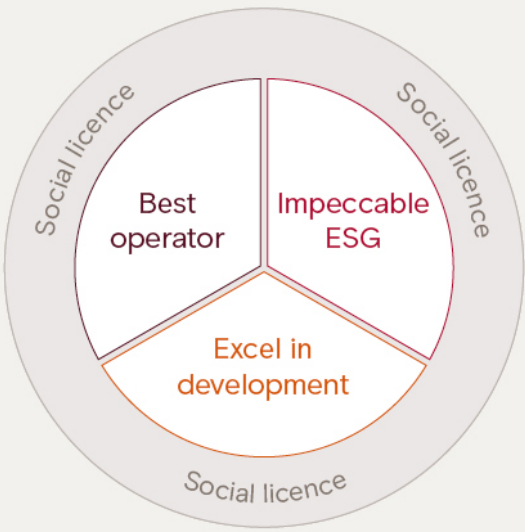 Social licence
Social licence
Best
operator
Impeccable
ESG
Excel in
development
Social licence